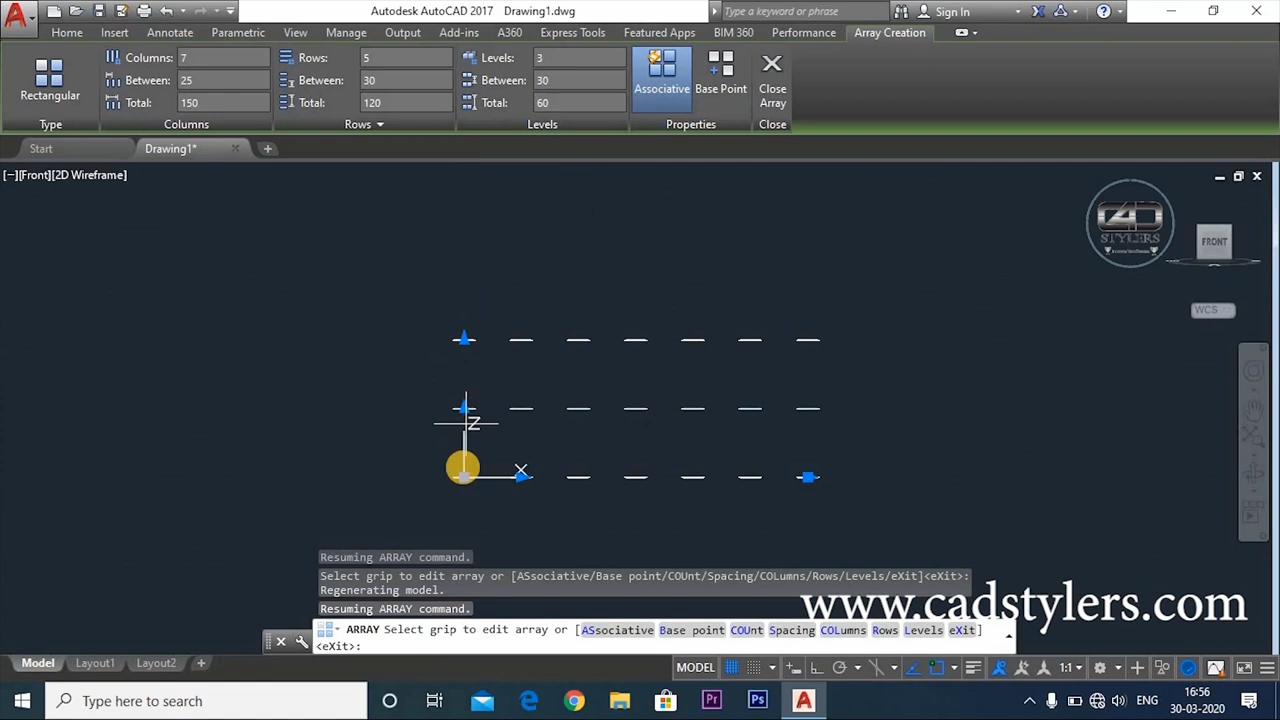 Autodesk AutoCAD 2017 Drawing1.dwg
Type a keyword or phrase
Sign In
Home Insert Annotate Parametric View Manage Output Add-ins A360 Express Tools Featured Apps BIM 360 Performance Array Creation
Columns: 7 Rows: 5 Levels: 3
Between: 25 Between: 30 Between: 30
Total: 150 Total: 120 Total: 60
Rectangular
Associative Base Point Close Array
Type Columns Rows Levels Properties Close
Start Drawing1*
[−][Front][2D Wireframe]
CAD
STYLERS
FRONT
WCS
Z
X
Resuming ARRAY command.
Select grip to edit array or [ASsociative/Base point/COUnt/Spacing/COLumns/Rows/Levels/eXit]<eXit>:
Regenerating model.
Resuming ARRAY command.
www.cadstylers.com
ARRAY Select grip to edit array or [ASsociative Base point COUnt Spacing COLumns Rows Levels eXit]
<eXit>:
Model Layout1 Layout2
MODEL 1:1
Type here to search
Pr Ps A
ENG
16:56
30-03-2020